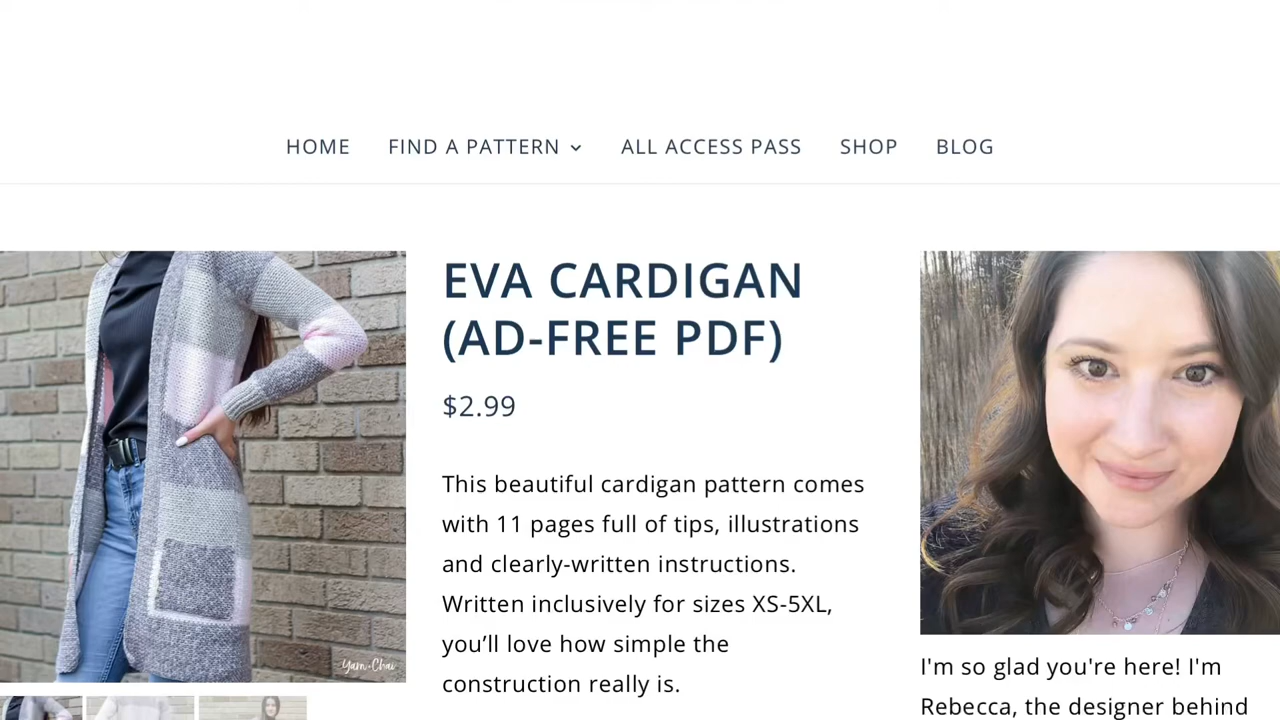 HOME FIND A PATTERN ALL ACCESS PASS SHOP BLOG
EVA CARDIGAN
(AD-FREE PDF)
$2.99
This beautiful cardigan pattern comes
with 11 pages full of tips, illustrations
and clearly-written instructions.
Written inclusively for sizes XS-5XL,
you’ll love how simple the
construction really is.
Yarn+Chai
I'm so glad you're here! I'm
Rebecca, the designer behind